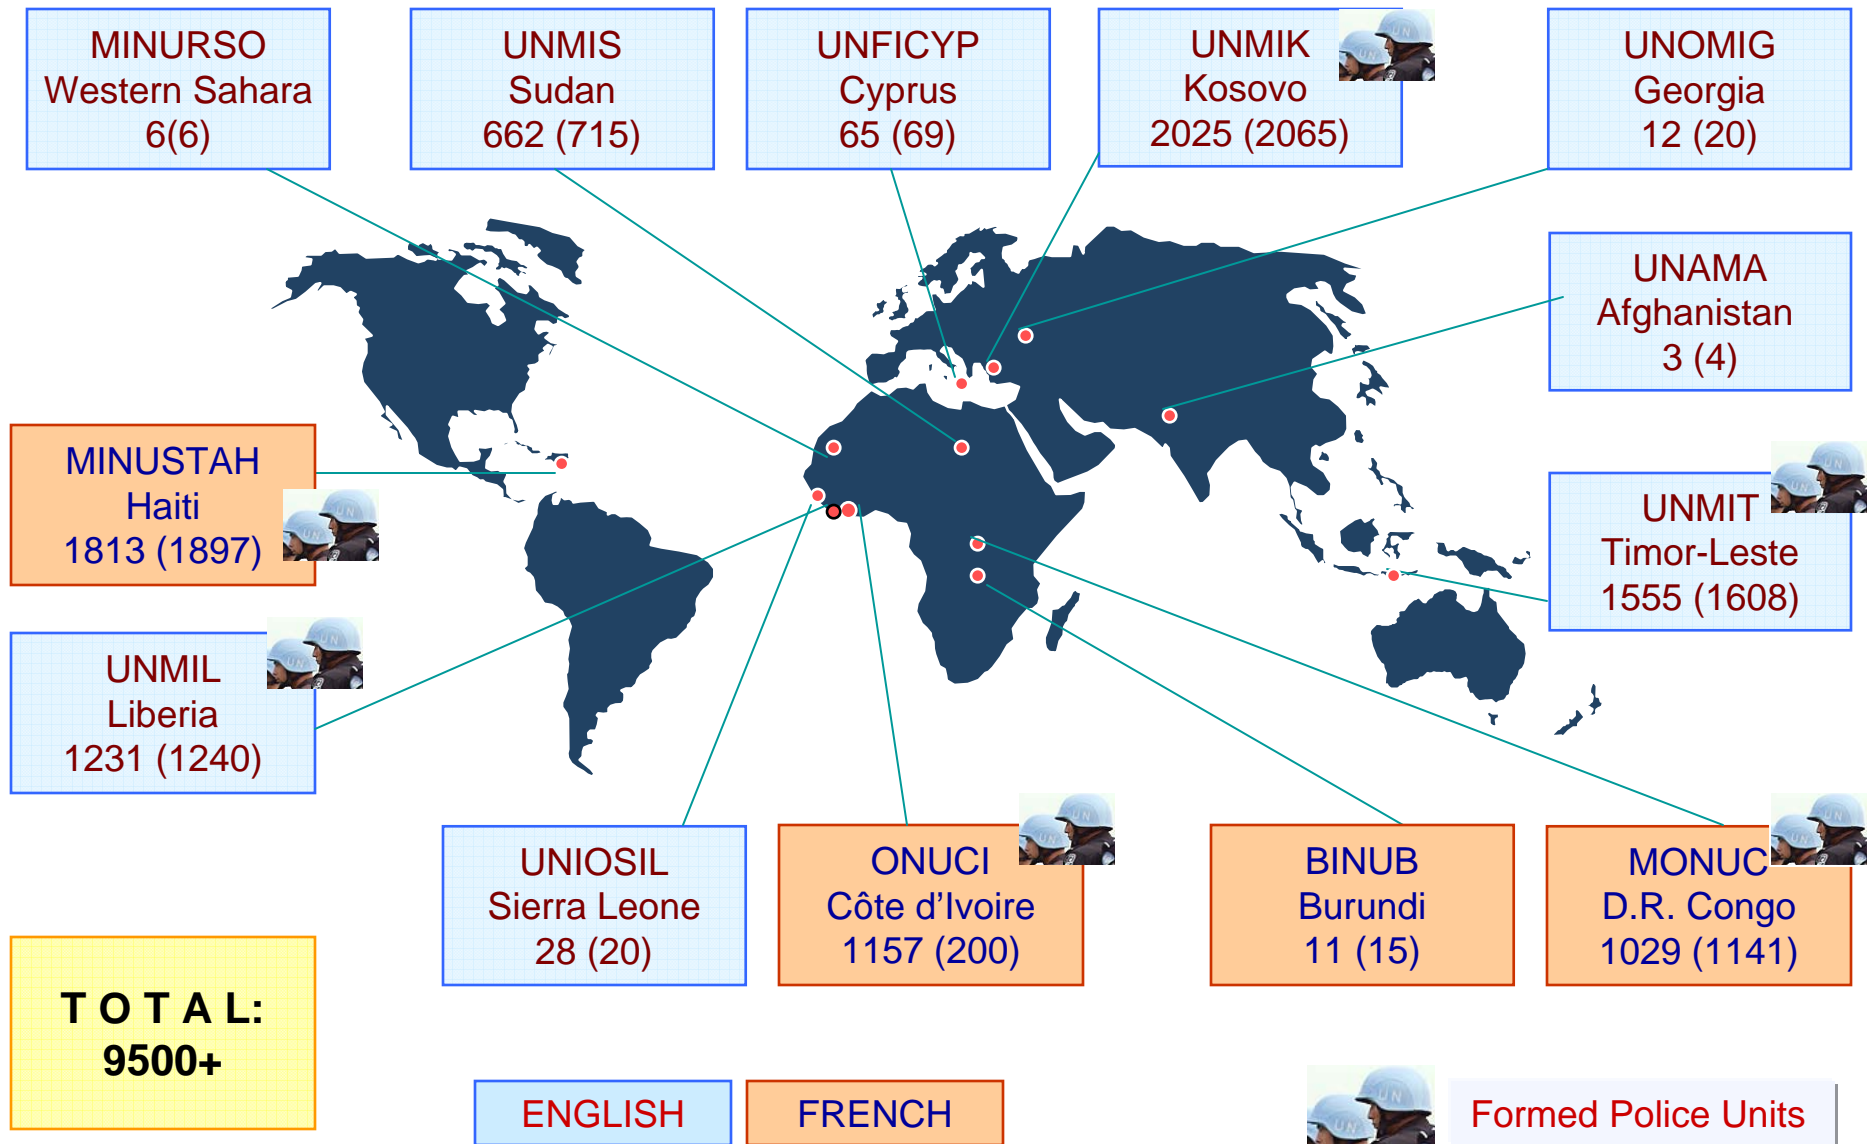 MINURSO
Western Sahara
6(6)
UNMIS
Sudan
662 (715)
UNFICYP
Cyprus
65 (69)
UNMIK
Kosovo
2025 (2065)
UNOMIG
Georgia
12 (20)
UNAMA
Afghanistan
3 (4)
MINUSTAH
Haiti
1813 (1897)
UNMIT
Timor-Leste
1555 (1608)
UNMIL
Liberia
1231 (1240)
UNIOSIL
Sierra Leone
28 (20)
ONUCI
Côte d’Ivoire
1157 (200)
BINUB
Burundi
11 (15)
MONUC
D.R. Congo
1029 (1141)
T O T A L:
9500+
ENGLISH
FRENCH
UN
Formed Police Units